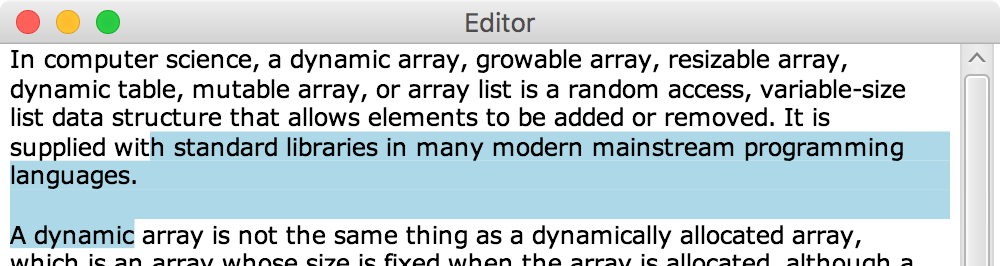 Editor
In computer science, a dynamic array, growable array, resizable array,
dynamic table, mutable array, or array list is a random access, variable-size
list data structure that allows elements to be added or removed. It is
supplied with standard libraries in many modern mainstream programming
languages.
A dynamic array is not the same thing as a dynamically allocated array,
which is an array whose size is fixed when the array is allocated, although a